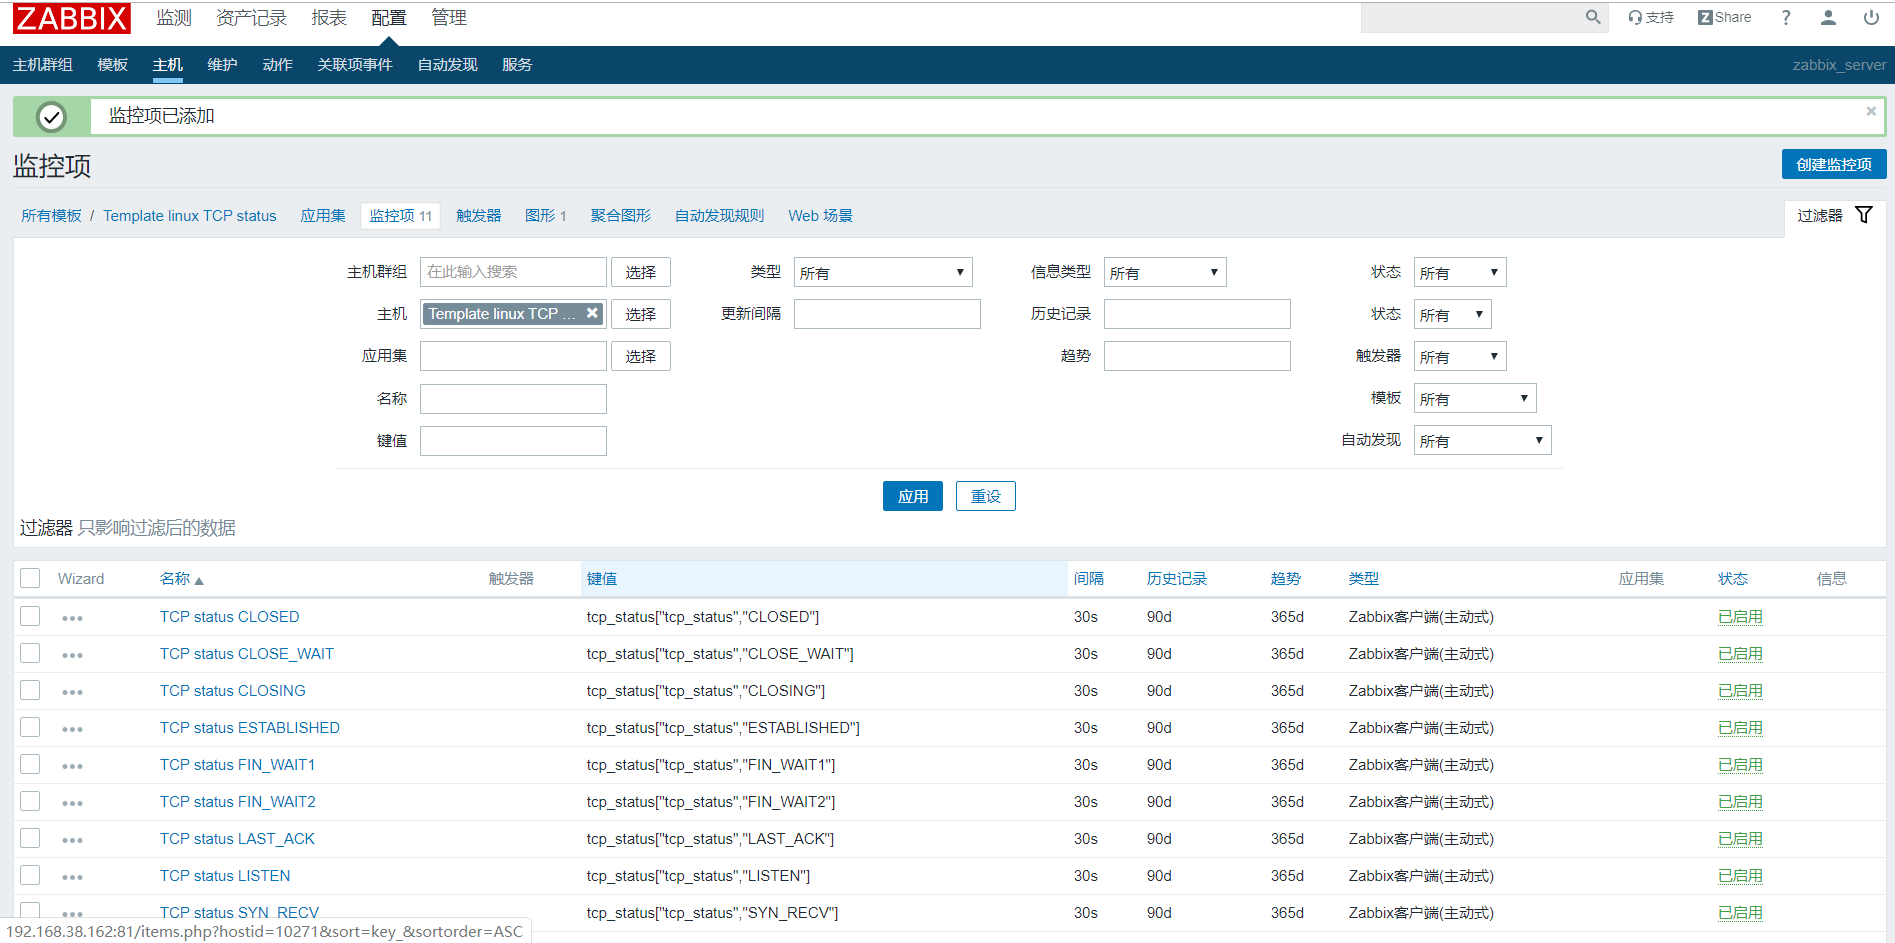 ZABBIX 监测 资产记录 报表 配置 管理 支持 Z Share ?
主机群组 模板 主机 维护 动作 关联项事件 自动发现 服务 zabbix_server
监控项已添加
监控项 创建监控项
所有模板 / Template linux TCP status 应用集 监控项 11 触发器 图形 1 聚合图形 自动发现规则 Web 场景 过滤器
主机群组 在此输入搜索 选择 类型 所有 信息类型 所有 状态 所有
主机 Template linux TCP ... 选择 更新间隔 历史记录 状态 所有
应用集 选择 趋势 触发器 所有
名称 模板 所有
键值 自动发现 所有
应用 重设
过滤器 只影响过滤后的数据
Wizard 名称 触发器 键值 间隔 历史记录 趋势 类型 应用集 状态 信息
TCP status CLOSED tcp_status["tcp_status","CLOSED"] 30s 90d 365d Zabbix客户端(主动式) 已启用
TCP status CLOSE_WAIT tcp_status["tcp_status","CLOSE_WAIT"] 30s 90d 365d Zabbix客户端(主动式) 已启用
TCP status CLOSING tcp_status["tcp_status","CLOSING"] 30s 90d 365d Zabbix客户端(主动式) 已启用
TCP status ESTABLISHED tcp_status["tcp_status","ESTABLISHED"] 30s 90d 365d Zabbix客户端(主动式) 已启用
TCP status FIN_WAIT1 tcp_status["tcp_status","FIN_WAIT1"] 30s 90d 365d Zabbix客户端(主动式) 已启用
TCP status FIN_WAIT2 tcp_status["tcp_status","FIN_WAIT2"] 30s 90d 365d Zabbix客户端(主动式) 已启用
TCP status LAST_ACK tcp_status["tcp_status","LAST_ACK"] 30s 90d 365d Zabbix客户端(主动式) 已启用
TCP status LISTEN tcp_status["tcp_status","LISTEN"] 30s 90d 365d Zabbix客户端(主动式) 已启用
TCP status SYN_RECV tcp_status["tcp_status","SYN_RECV"] 30s 90d 365d Zabbix客户端(主动式) 已启用
192.168.38.162:81/items.php?hostid=10271&sort=key_&sortorder=ASC